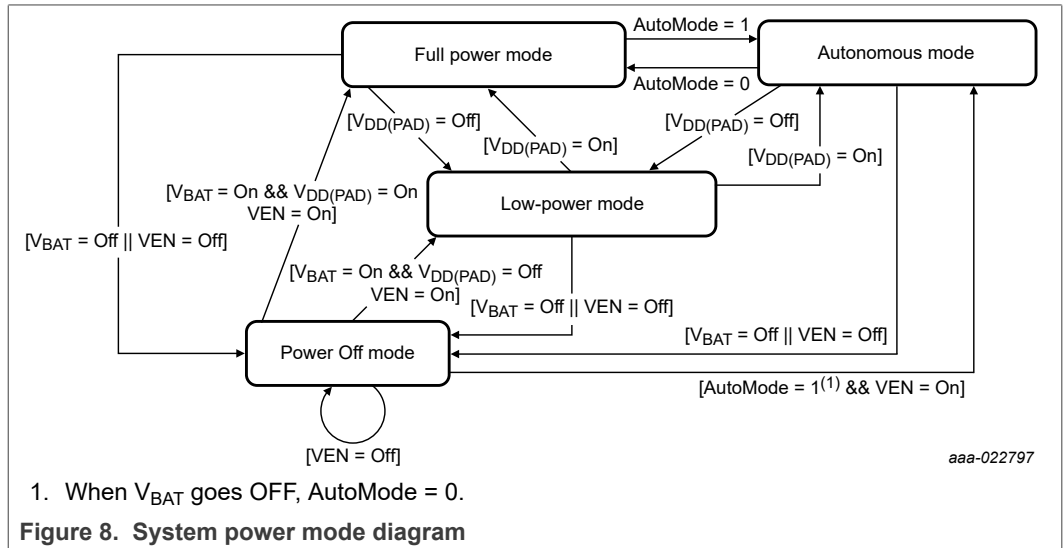 AutoMode = 1
Full power mode
Autonomous mode
AutoMode = 0
[VDD(PAD) = Off]
[VDD(PAD) = Off]
[VDD(PAD) = On]
[VDD(PAD) = On]
[VBAT = On && VDD(PAD) = On
VEN = On]
Low-power mode
[VBAT = Off || VEN = Off]
[VBAT = On && VDD(PAD) = Off
VEN = On]
[VBAT = Off || VEN = Off]
[VBAT = Off || VEN = Off]
Power Off mode
[AutoMode = 1(1) && VEN = On]
[VEN = Off]
aaa-022797
1. When VBAT goes OFF, AutoMode = 0.
Figure 8. System power mode diagram